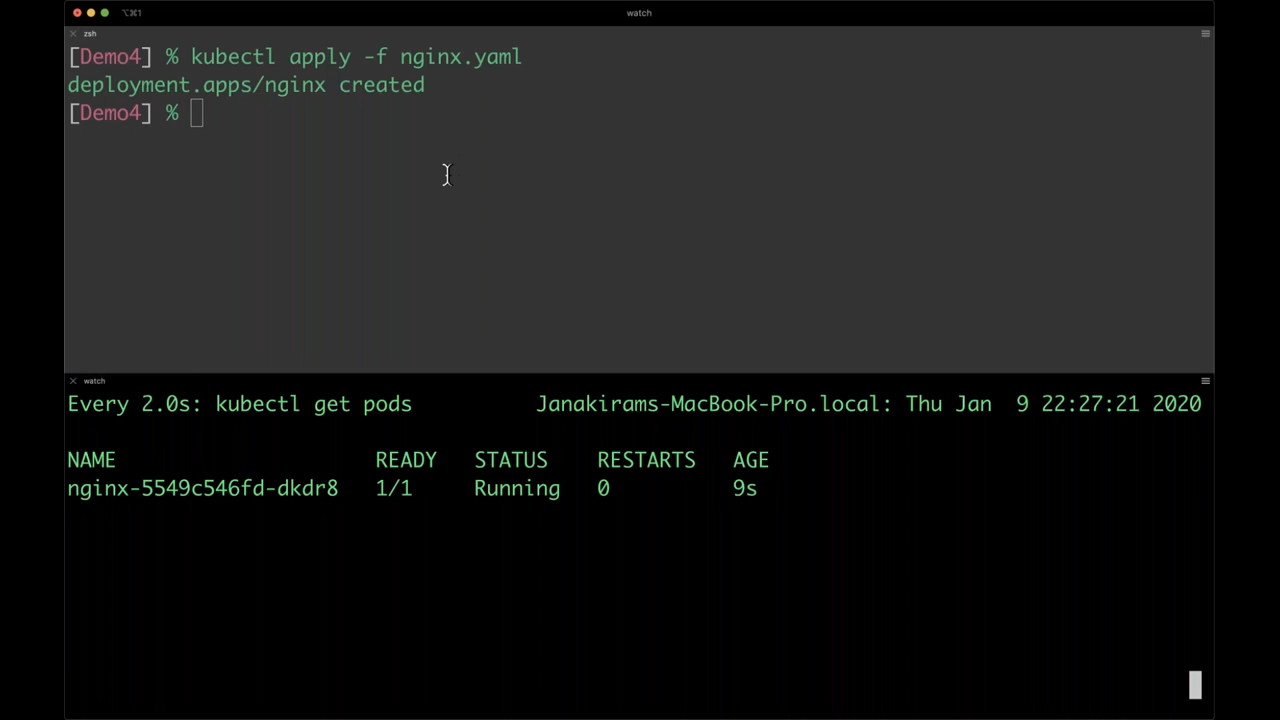 ⌥⌘1 watch
zsh
[Demo4] % kubectl apply -f nginx.yaml
deployment.apps/nginx created
[Demo4] %
watch
Every 2.0s: kubectl get pods Janakirams-MacBook-Pro.local: Thu Jan  9 22:27:21 2020
NAME READY STATUS RESTARTS AGE
nginx-5549c546fd-dkdr8 1/1 Running 0 9s